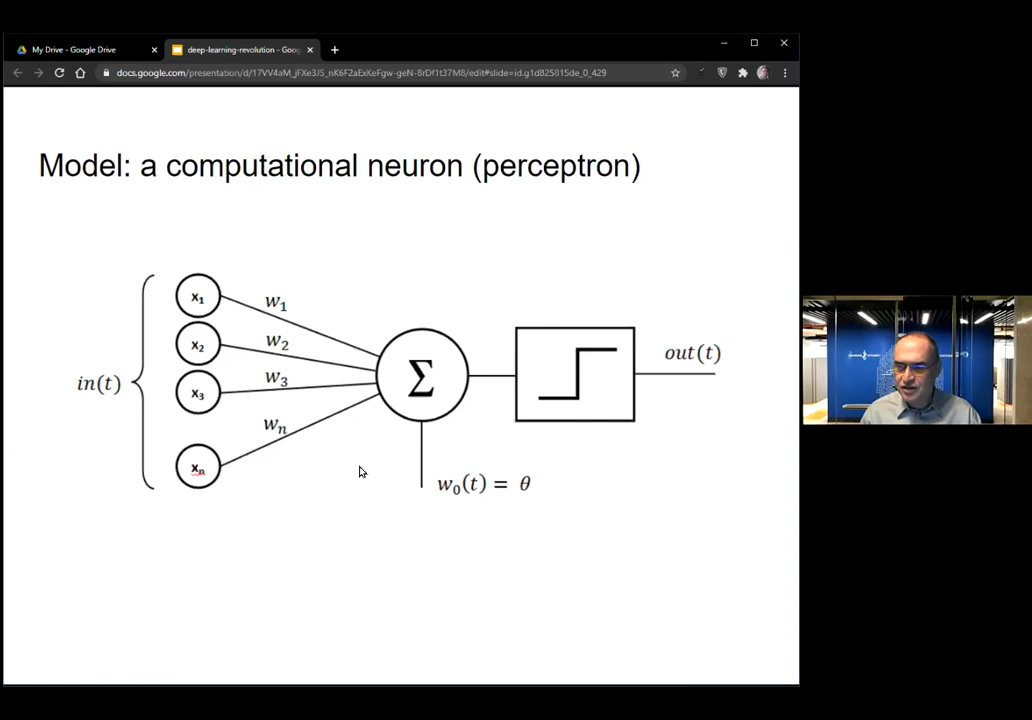 My Drive - Google Drive
deep-learning-revolution - Goog
docs.google.com/presentation/d/17VV4aM_jFXe3J5_nK6F2aExKeFgw-geN-8rDf1t37M8/edit#slide=id.g1d825815de_0_429
Model: a computational neuron (perceptron)
in(t)
x₁
x₂
x₃
xₙ
w₁
w₂
w₃
wₙ
Σ
w₀(t) = θ
out(t)